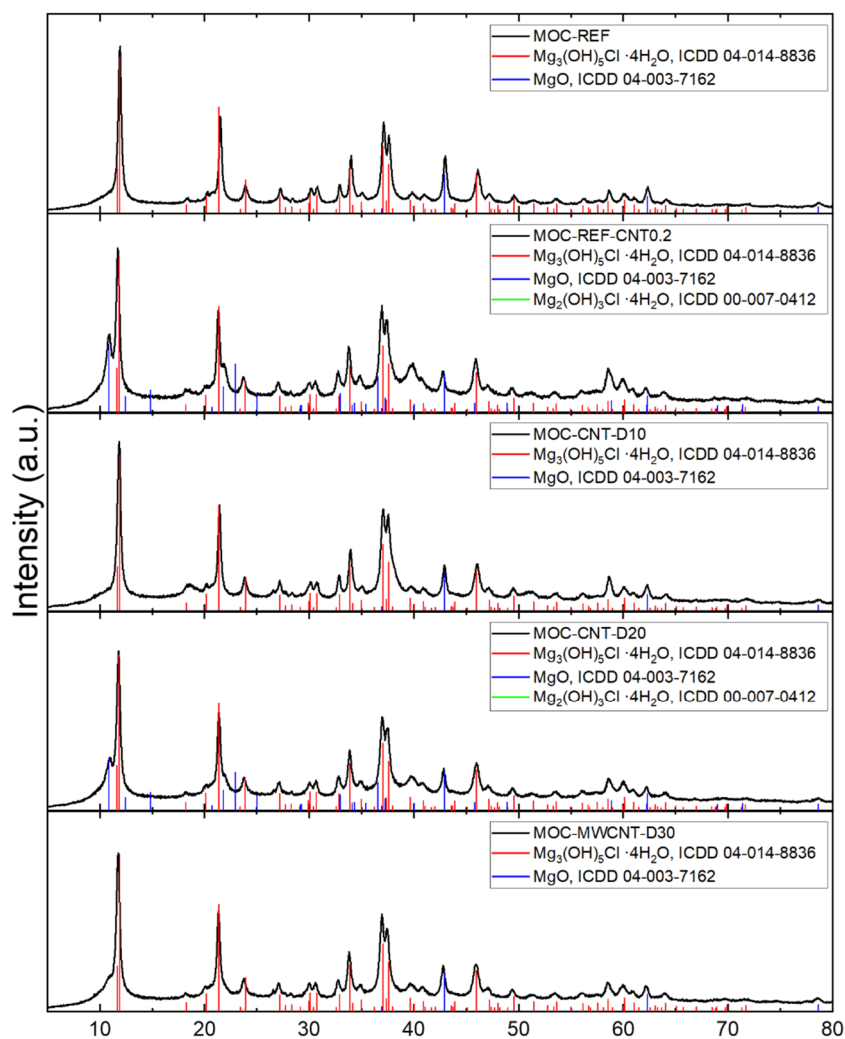 Intensity (a.u.)
MOC-REF
Mg₃(OH)₅Cl ·4H₂O, ICDD 04-014-8836
MgO, ICDD 04-003-7162
MOC-REF-CNT0.2
Mg₃(OH)₅Cl ·4H₂O, ICDD 04-014-8836
MgO, ICDD 04-003-7162
Mg₂(OH)₃Cl ·4H₂O, ICDD 00-007-0412
MOC-CNT-D10
Mg₃(OH)₅Cl ·4H₂O, ICDD 04-014-8836
MgO, ICDD 04-003-7162
MOC-CNT-D20
Mg₃(OH)₅Cl ·4H₂O, ICDD 04-014-8836
MgO, ICDD 04-003-7162
Mg₂(OH)₃Cl ·4H₂O, ICDD 00-007-0412
MOC-MWCNT-D30
Mg₃(OH)₅Cl ·4H₂O, ICDD 04-014-8836
MgO, ICDD 04-003-7162
10 20 30 40 50 60 70 80